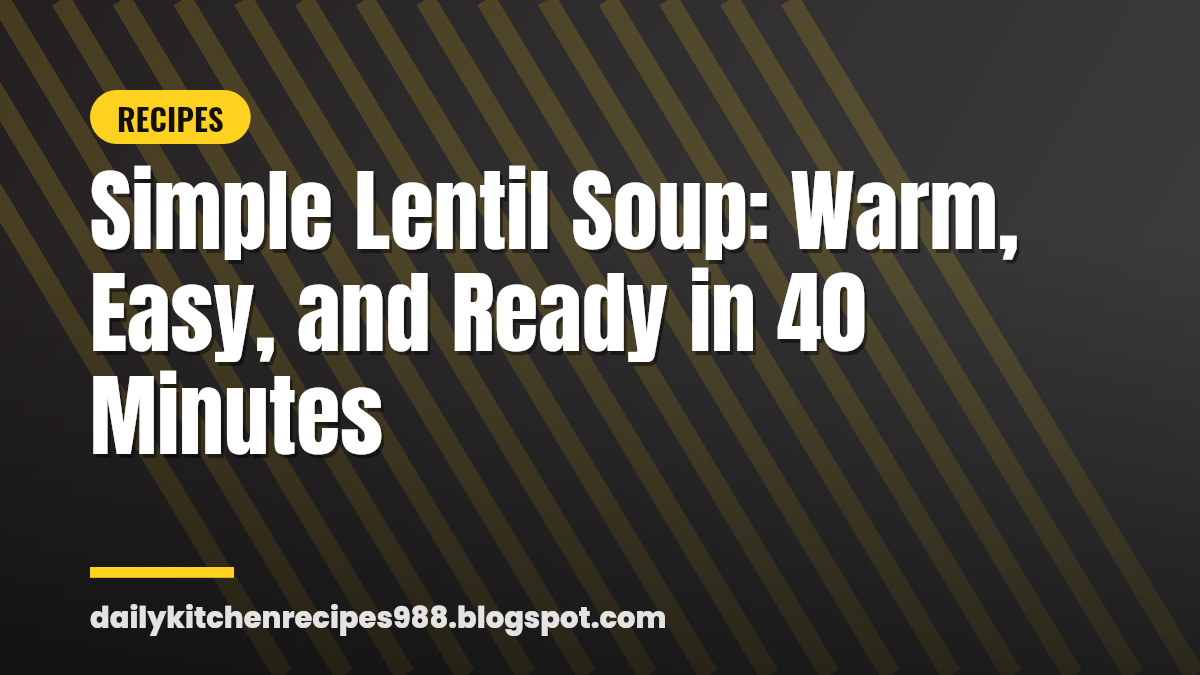 RECIPES
Simple Lentil Soup: Warm,
Easy, and Ready in 40
Minutes
dailykitchenrecipes988.blogspot.com